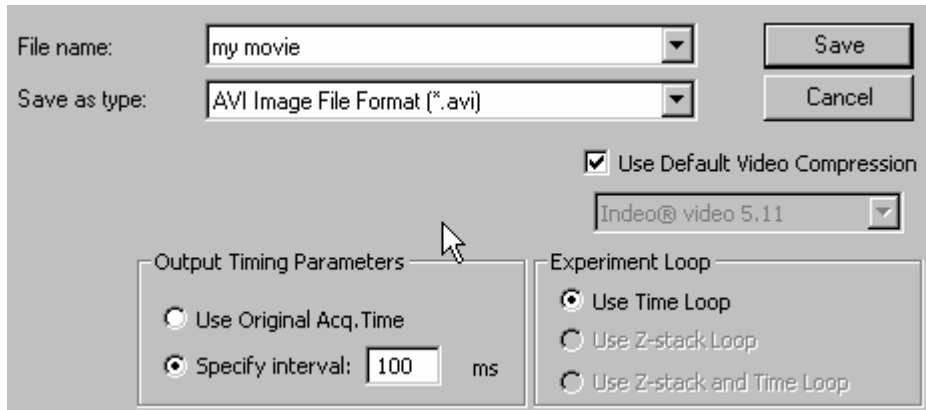 File name:
my movie
Save
Save as type:
AVI Image File Format (*.avi)
Cancel
Use Default Video Compression
Indeo® video 5.11
Output Timing Parameters
Use Original Acq.Time
Specify interval: 100 ms
Experiment Loop
Use Time Loop
Use Z-stack Loop
Use Z-stack and Time Loop